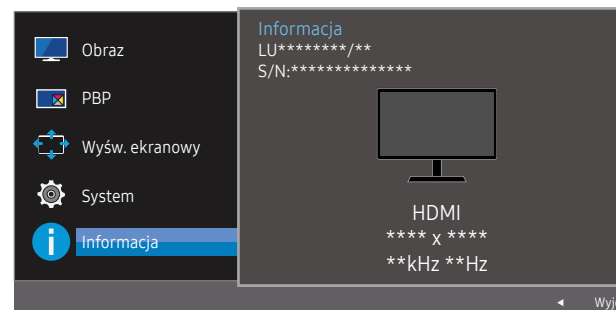 Obraz
PBP
Wyśw. ekranowy
System
Informacja
Informacja
LU********/**
S/N:**************
HDMI
**** x ****
**kHz **Hz